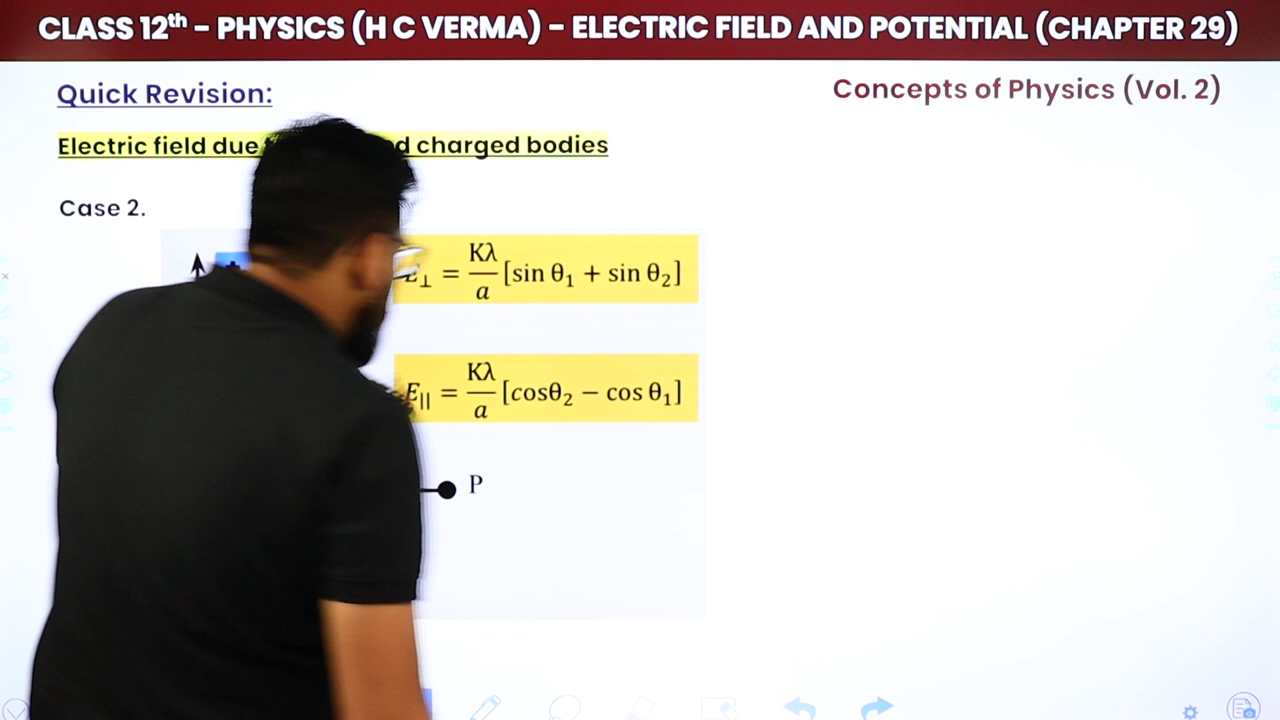 CLASS 12th – PHYSICS (H C VERMA) – ELECTRIC FIELD AND POTENTIAL (CHAPTER 29)
Quick Revision:
Concepts of Physics (Vol. 2)
Electric field due charged bodies
Case 2.
E⊥ = Kλ/a [sin θ₁ + sin θ₂]
E|| = Kλ/a [cosθ₂ − cos θ₁]
P